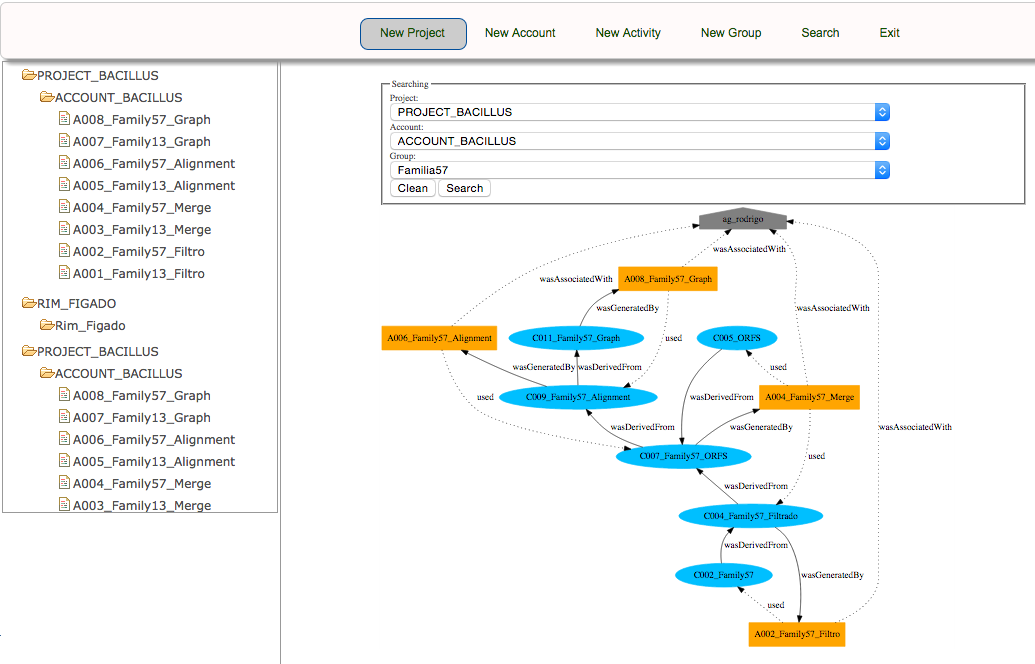 New Project New Account New Activity New Group Search Exit
PROJECT_BACILLUS
ACCOUNT_BACILLUS
A008_Family57_Graph
A007_Family13_Graph
A006_Family57_Alignment
A005_Family13_Alignment
A004_Family57_Merge
A003_Family13_Merge
A002_Family57_Filtro
A001_Family13_Filtro
RIM_FIGADO
Rim_Figado
PROJECT_BACILLUS
ACCOUNT_BACILLUS
A008_Family57_Graph
A007_Family13_Graph
A006_Family57_Alignment
A005_Family13_Alignment
A004_Family57_Merge
A003_Family13_Merge
Searching
Project:
PROJECT_BACILLUS
Account:
ACCOUNT_BACILLUS
Group:
Familia57
Clean Search
ag_rodrigo
wasAssociatedWith
wasAssociatedWith A008_Family57_Graph
wasGeneratedBy wasAssociatedWith
A006_Family57_Alignment C011_Family57_Graph used C005_ORFS
wasGeneratedBy wasDerivedFrom used
used C009_Family57_Alignment wasDerivedFrom A004_Family57_Merge
wasDerivedFrom wasGeneratedBy wasAssociatedWith
C007_Family57_ORFS used
wasDerivedFrom
C004_Family57_Filtrado
wasDerivedFrom
C002_Family57 wasGeneratedBy
used
A002_Family57_Filtro